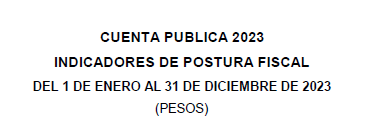 CUENTA PUBLICA 2023
INDICADORES DE POSTURA FISCAL
DEL 1 DE ENERO AL 31 DE DICIEMBRE DE 2023
(PESOS)